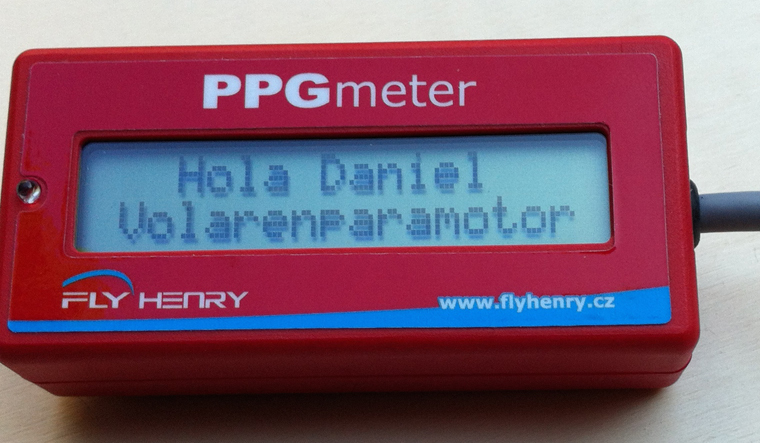 PPGmeter
Hola Daniel
Volarenparamotor
FLY HENRY
www.flyhenry.cz